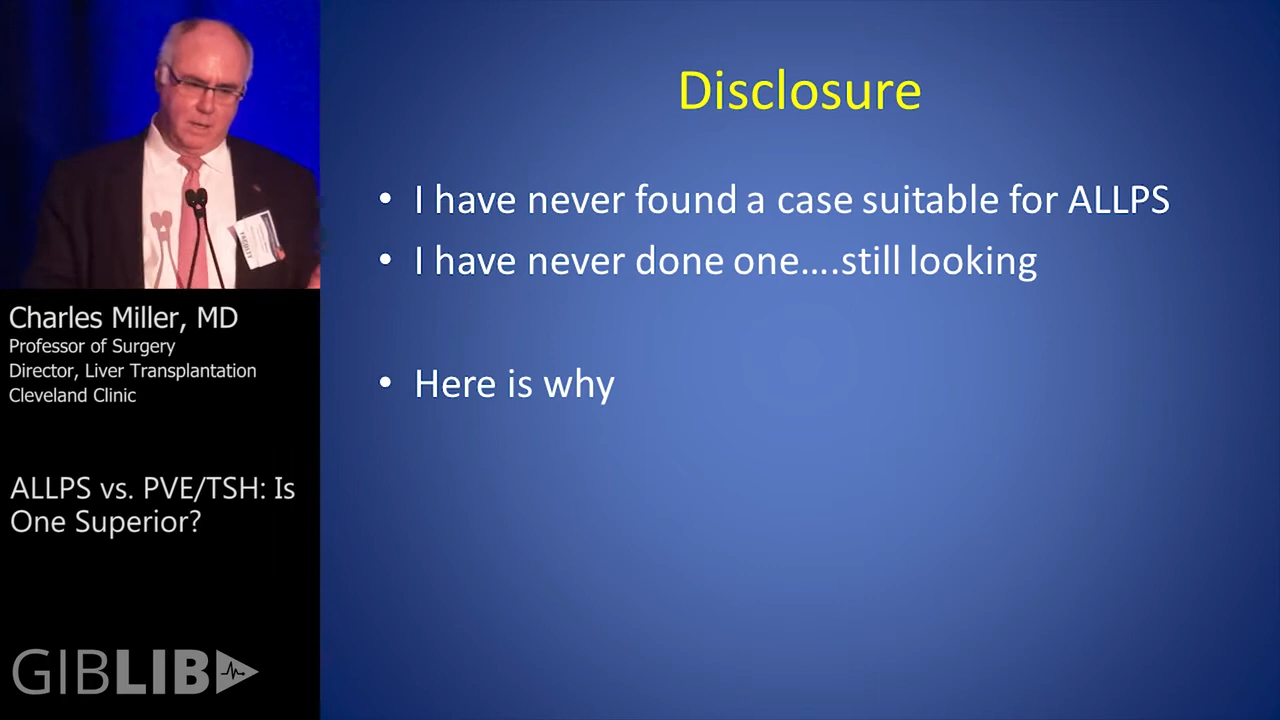 Disclosure
• I have never found a case suitable for ALLPS
• I have never done one....still looking
• Here is why
FACULTY
Charles Miller, MD
Professor of Surgery
Director, Liver Transplantation
Cleveland Clinic
ALLPS vs. PVE/TSH: Is
One Superior?
GIBLIB